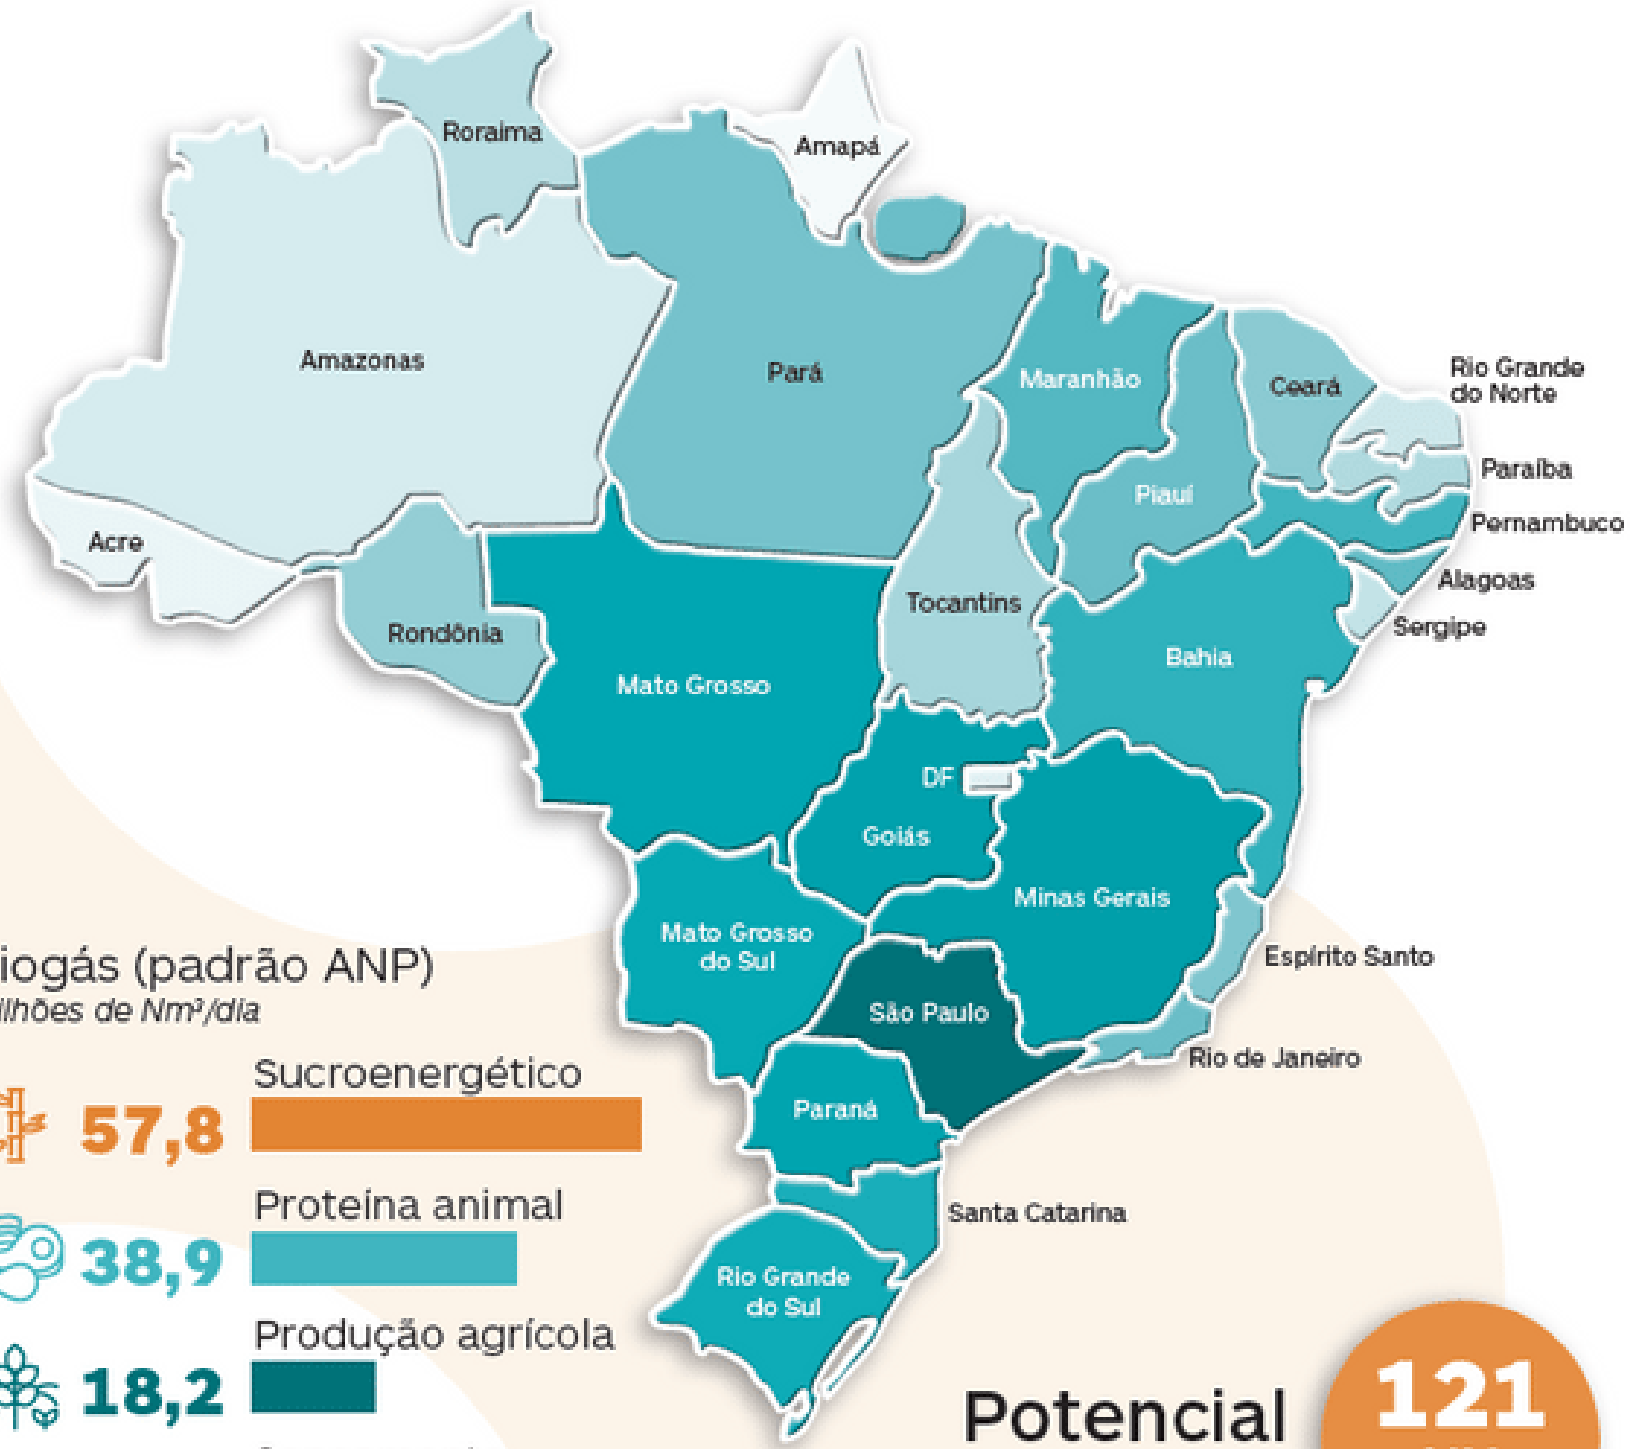 Roraima
Amapá
Amazonas
Pará
Maranhão
Ceará
Rio Grande
do Norte
Paraíba
Piauí
Pernambuco
Acre
Alagoas
Tocantins
Sergipe
Rondônia
Bahia
Mato Grosso
DF
Goiás
Minas Gerais
Mato Grosso
do Sul
Espírito Santo
São Paulo
Rio de Janeiro
Paraná
Santa Catarina
Rio Grande
do Sul
iogás (padrão ANP)
ilhões de Nm³/dia
Sucroenergético
57,8
Proteína animal
38,9
Produção agrícola
18,2
Potencial
121